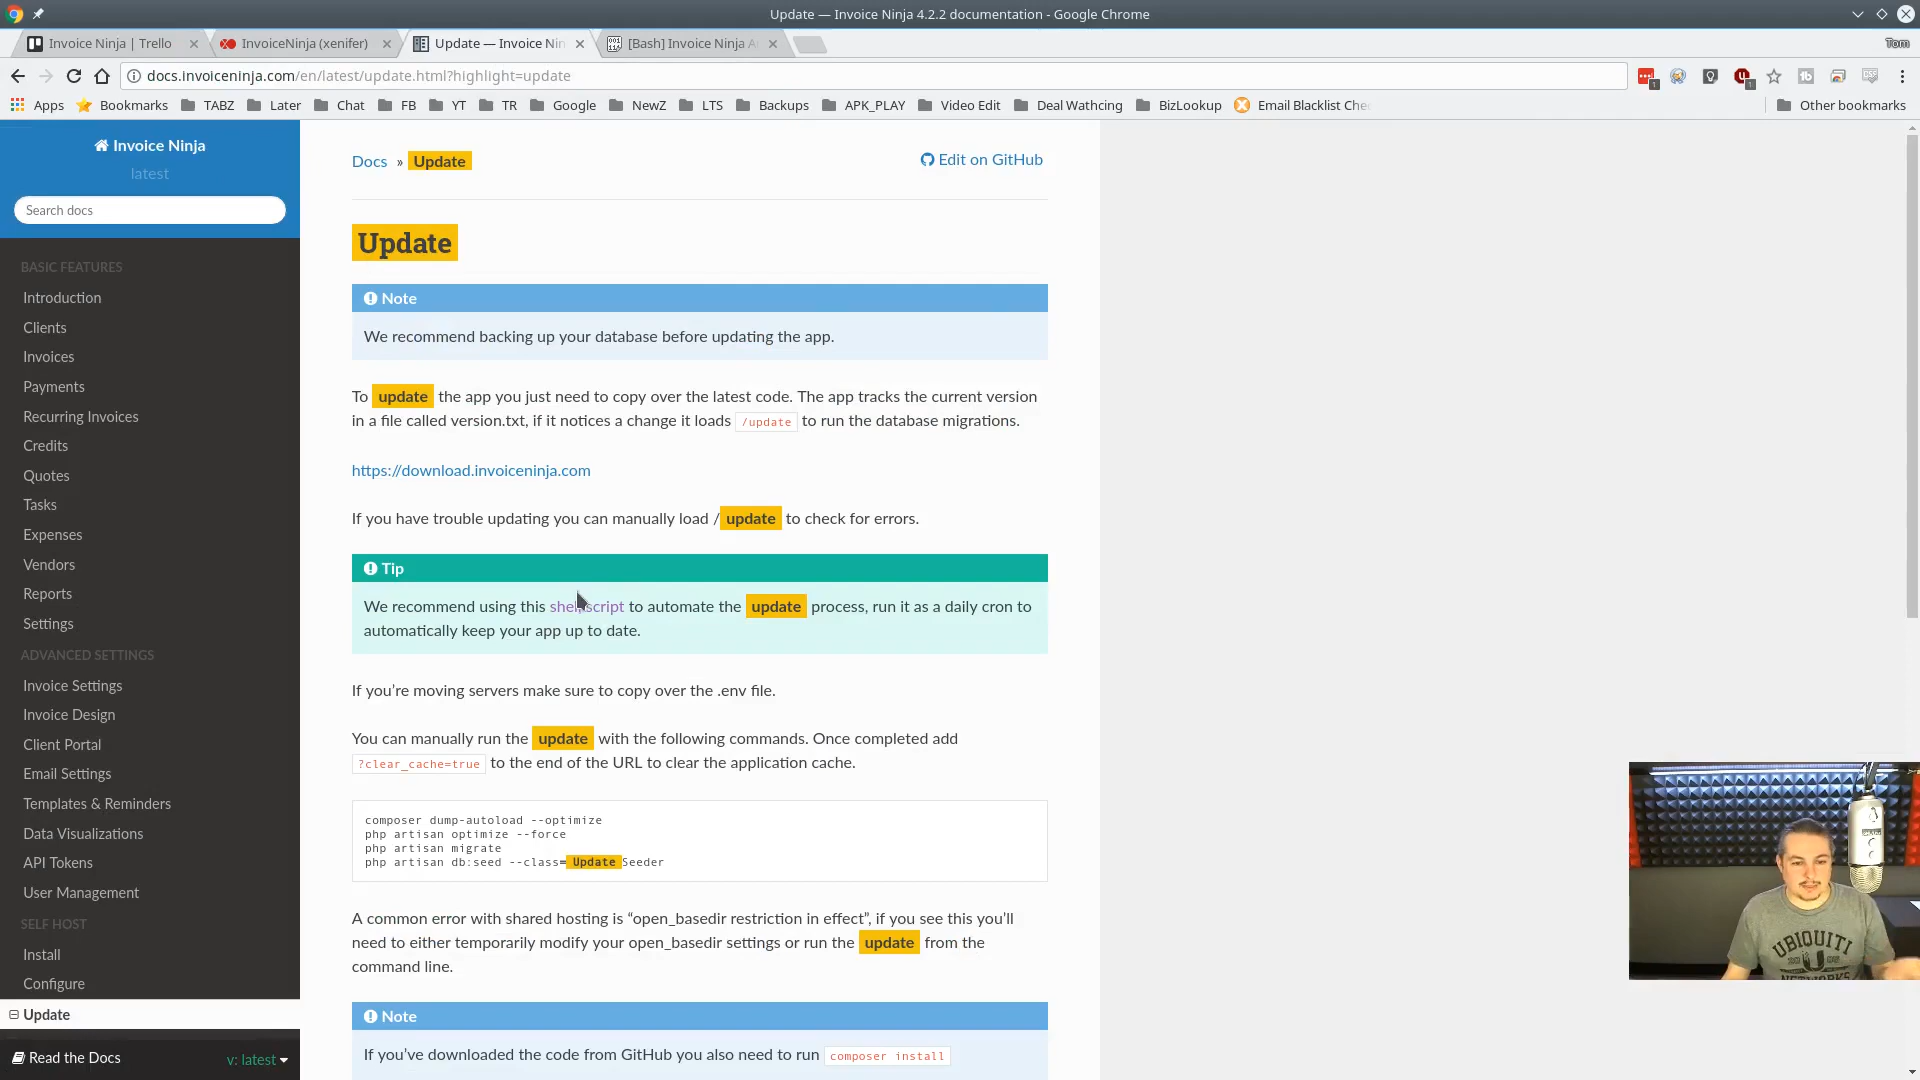 Update — Invoice Ninja 4.2.2 documentation - Google Chrome
Invoice Ninja | Trello
InvoiceNinja (xenifer)
Update — Invoice Nin
[Bash] Invoice Ninja A
Tom
docs.invoiceninja.com/en/latest/update.html?highlight=update
Apps
Bookmarks
TABZ
Later
Chat
FB
YT
TR
Google
NewZ
LTS
Backups
APK_PLAY
Video Edit
Deal Wathcing
BizLookup
Email Blacklist Che
Other bookmarks
Invoice Ninja
latest
Search docs
BASIC FEATURES
Introduction
Clients
Invoices
Payments
Recurring Invoices
Credits
Quotes
Tasks
Expenses
Vendors
Reports
Settings
ADVANCED SETTINGS
Invoice Settings
Invoice Design
Client Portal
Email Settings
Templates & Reminders
Data Visualizations
API Tokens
User Management
SELF HOST
Install
Configure
Update
Read the Docs
v: latest
Docs » Update
Edit on GitHub
Update
Note
We recommend backing up your database before updating the app.
To update the app you just need to copy over the latest code. The app tracks the current version
in a file called version.txt, if it notices a change it loads /update to run the database migrations.
https://download.invoiceninja.com
If you have trouble updating you can manually load /update to check for errors.
Tip
We recommend using this shell script to automate the update process, run it as a daily cron to
automatically keep your app up to date.
If you’re moving servers make sure to copy over the .env file.
You can manually run the update with the following commands. Once completed add
?clear_cache=true to the end of the URL to clear the application cache.
composer dump-autoload --optimize
php artisan optimize --force
php artisan migrate
php artisan db:seed --class=UpdateSeeder
A common error with shared hosting is “open_basedir restriction in effect”, if you see this you’ll
need to either temporarily modify your open_basedir settings or run the update from the
command line.
Note
If you’ve downloaded the code from GitHub you also need to run composer install
UBIQUITI
NETWORKS